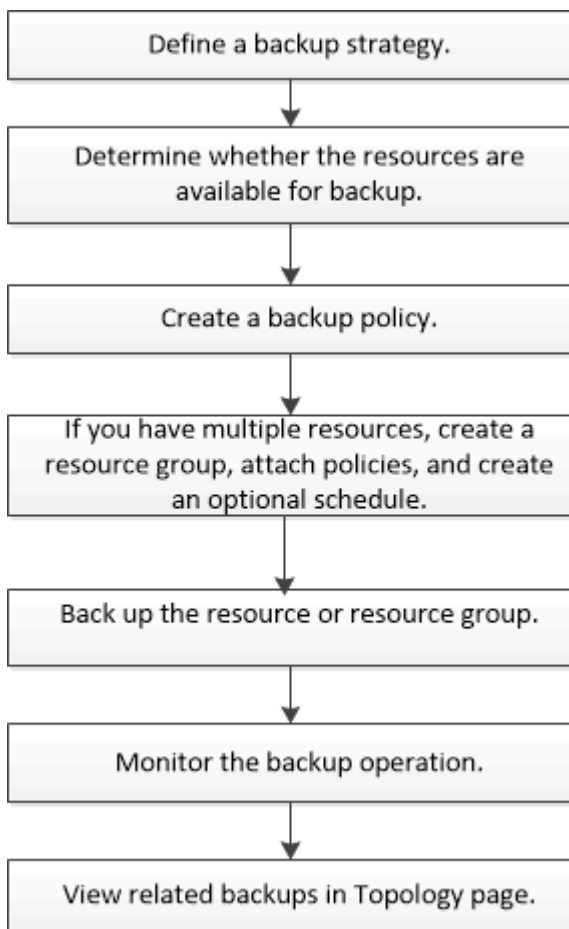 Define a backup strategy.
Determine whether the resources are
available for backup.
Create a backup policy.
If you have multiple resources, create a
resource group, attach policies, and create
an optional schedule.
Back up the resource or resource group.
Monitor the backup operation.
View related backups in Topology page.